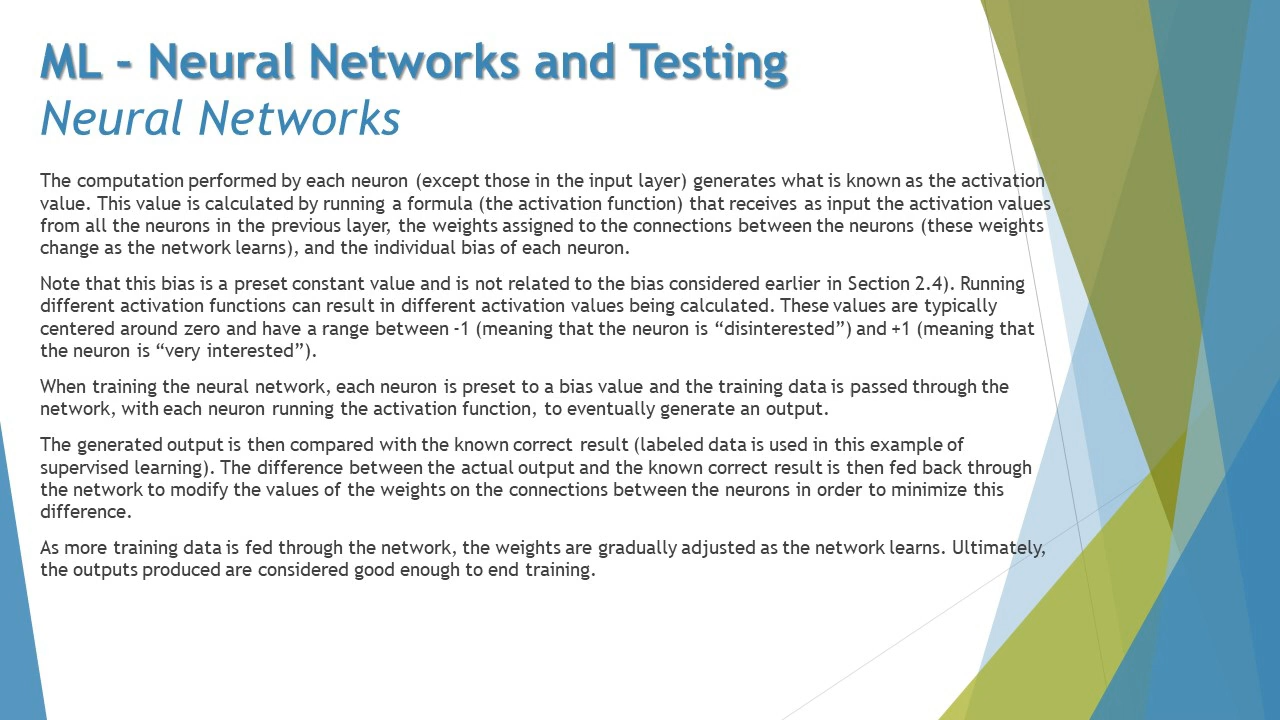 ML - Neural Networks and Testing
Neural Networks
The computation performed by each neuron (except those in the input layer) generates what is known as the activation
value. This value is calculated by running a formula (the activation function) that receives as input the activation values
from all the neurons in the previous layer, the weights assigned to the connections between the neurons (these weights
change as the network learns), and the individual bias of each neuron.
Note that this bias is a preset constant value and is not related to the bias considered earlier in Section 2.4). Running
different activation functions can result in different activation values being calculated. These values are typically
centered around zero and have a range between -1 (meaning that the neuron is “disinterested”) and +1 (meaning that
the neuron is “very interested”).
When training the neural network, each neuron is preset to a bias value and the training data is passed through the
network, with each neuron running the activation function, to eventually generate an output.
The generated output is then compared with the known correct result (labeled data is used in this example of
supervised learning). The difference between the actual output and the known correct result is then fed back through
the network to modify the values of the weights on the connections between the neurons in order to minimize this
difference.
As more training data is fed through the network, the weights are gradually adjusted as the network learns. Ultimately,
the outputs produced are considered good enough to end training.